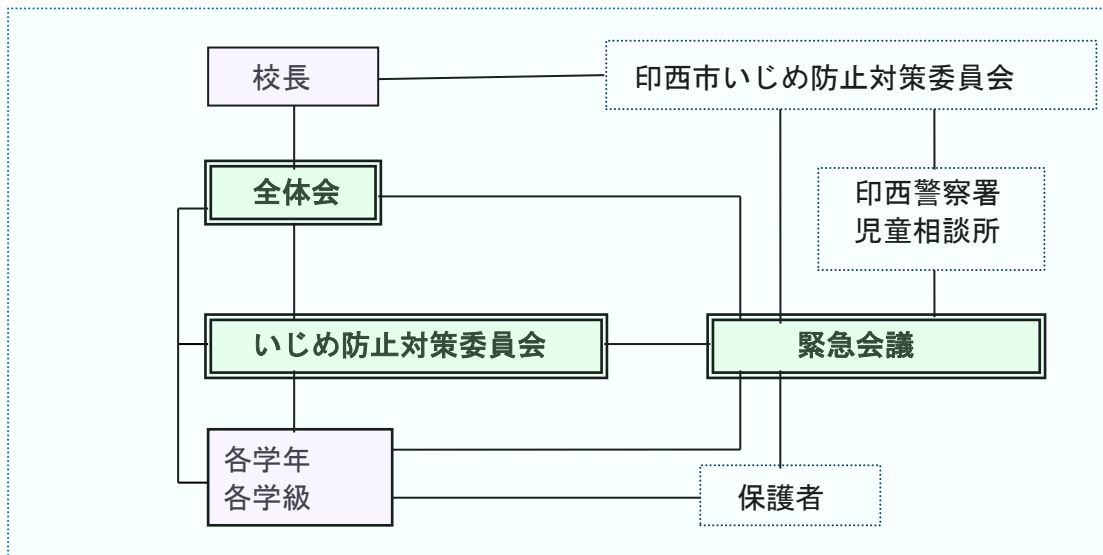 校長
印西市いじめ防止対策委員会
全体会
印西警察署
児童相談所
いじめ防止対策委員会
緊急会議
各学年
各学級
保護者